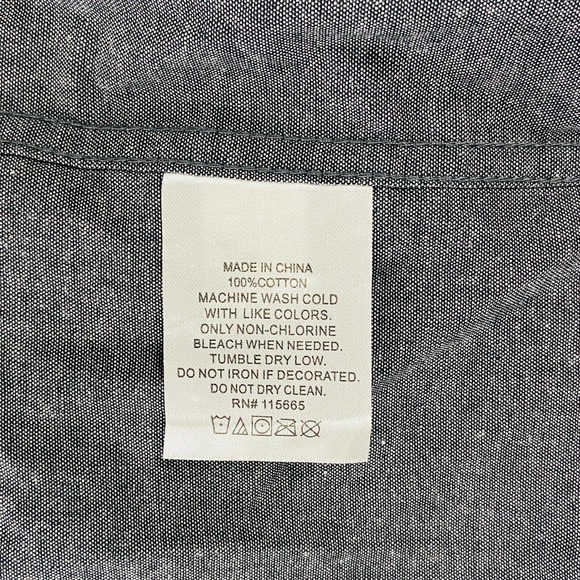 MADE IN CHINA
100%COTTON
MACHINE WASH COLD
WITH LIKE COLORS.
ONLY NON-CHLORINE
BLEACH WHEN NEEDED.
TUMBLE DRY LOW.
DO NOT IRON IF DECORATED.
DO NOT DRY CLEAN.
RN# 115665